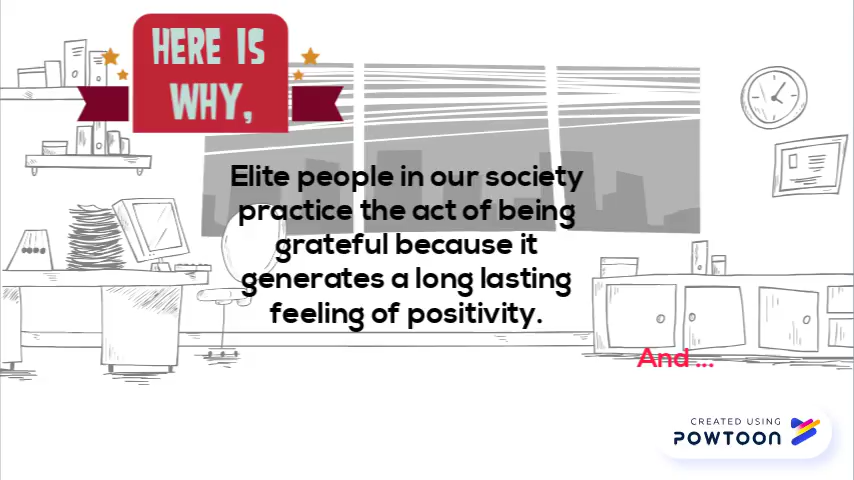 HERE IS
WHY,
Elite people in our society
practice the act of being
grateful because it
generates a long lasting
feeling of positivity.
And ...
CREATED USING
POWTOON